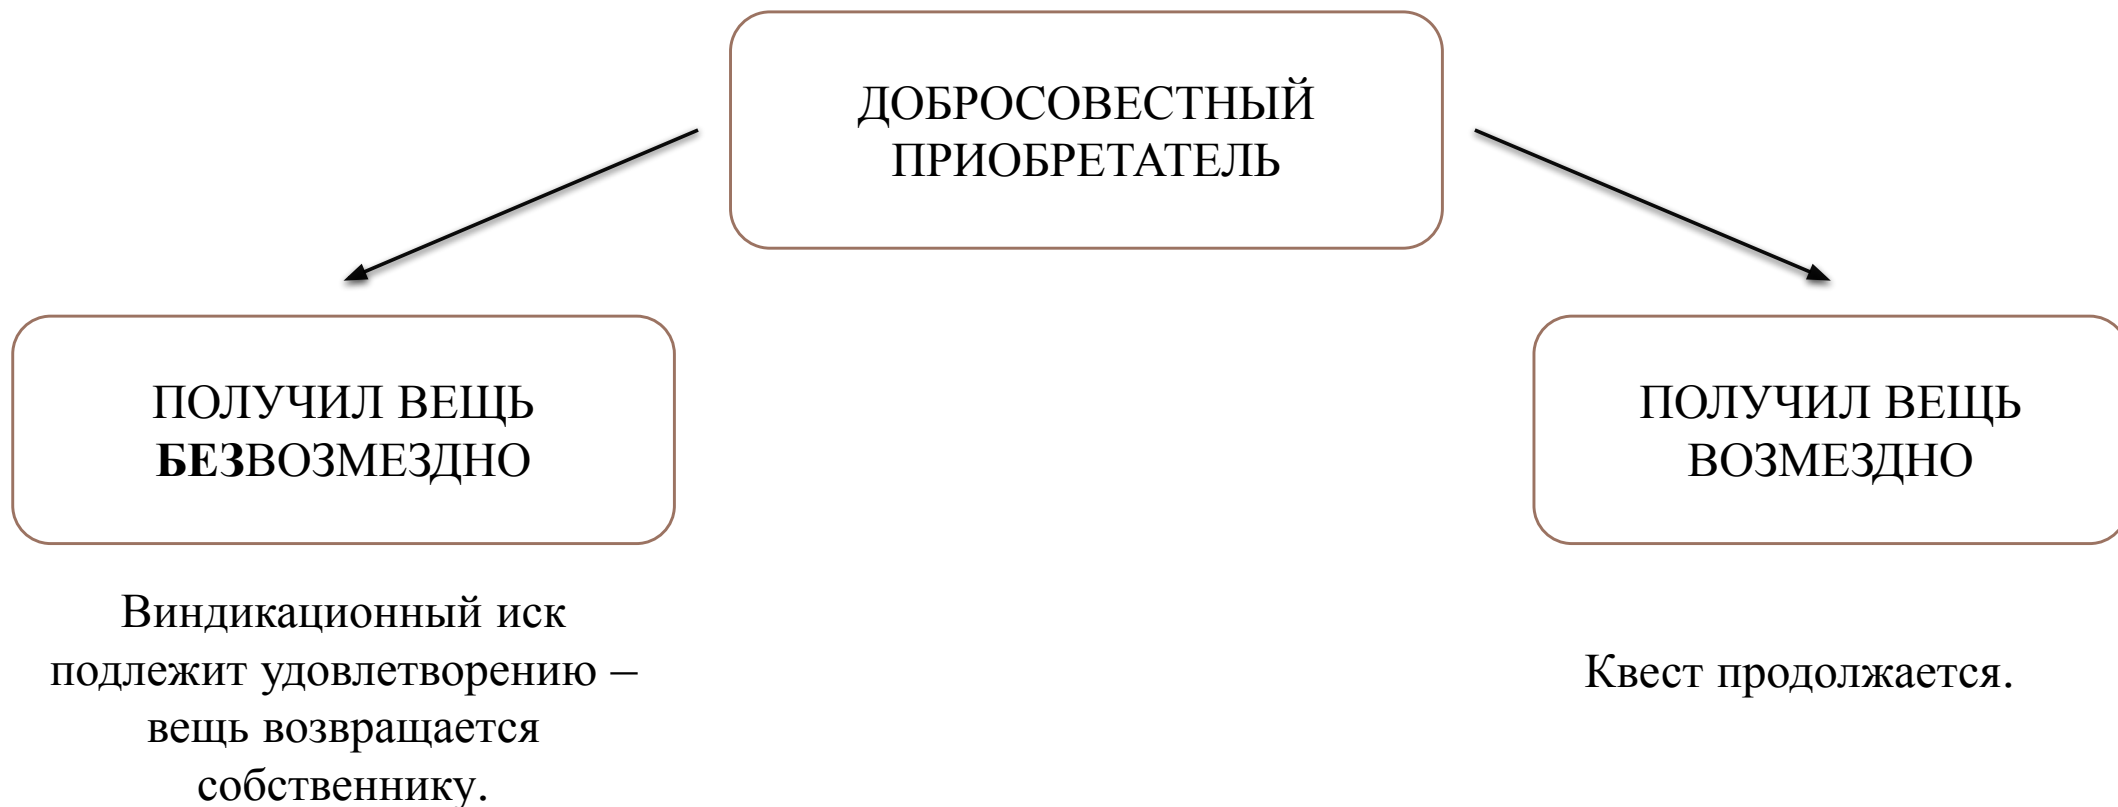 ДОБРОСОВЕСТНЫЙ
ПРИОБРЕТАТЕЛЬ
ПОЛУЧИЛ ВЕЩЬ
БЕЗВОЗМЕЗДНО
ПОЛУЧИЛ ВЕЩЬ
ВОЗМЕЗДНО
Виндикационный иск
подлежит удовлетворению –
вещь возвращается
собственнику.
Квест продолжается.